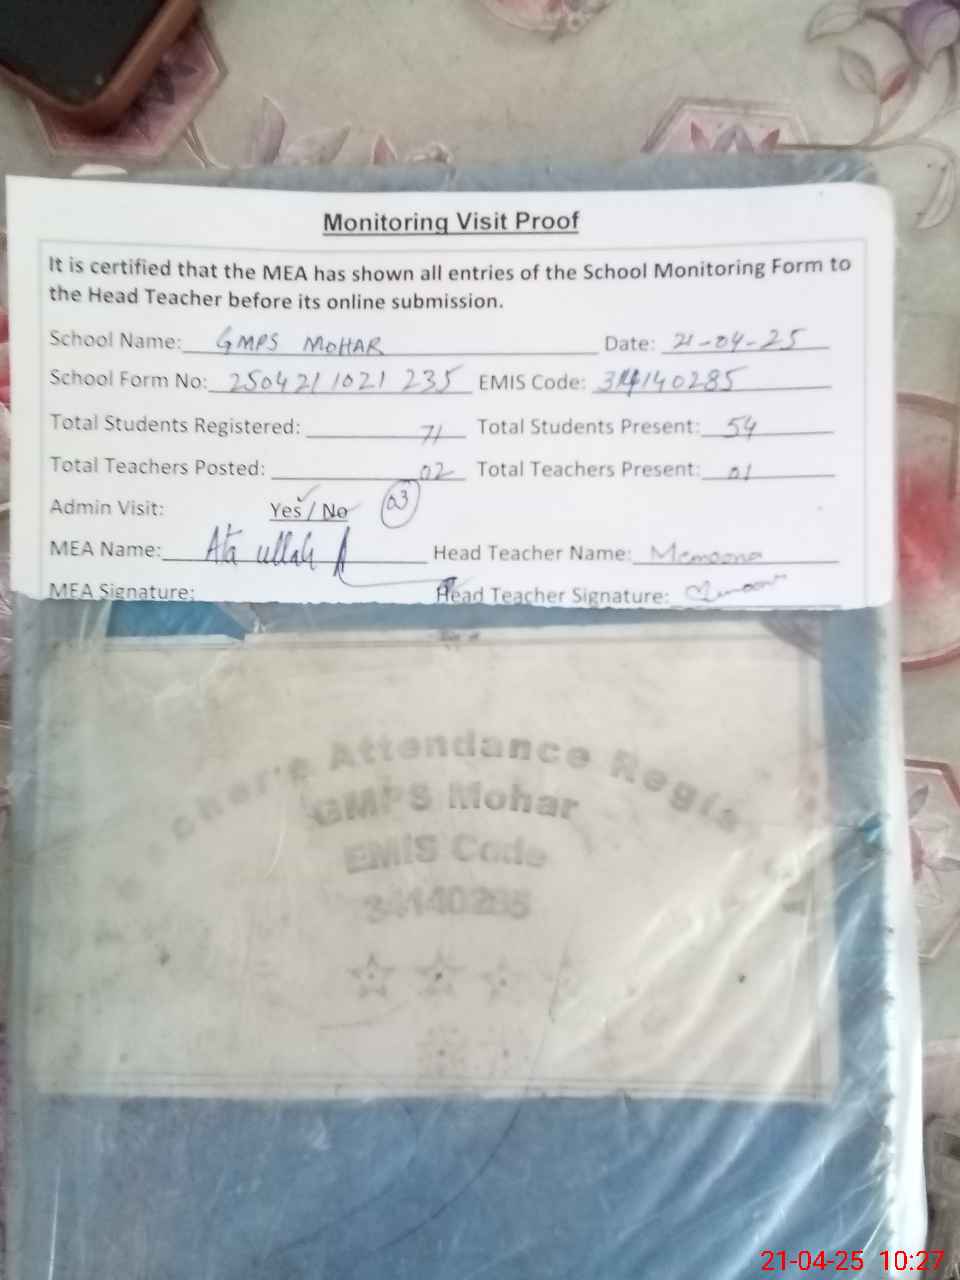 Monitoring Visit Proof
It is certified that the MEA has shown all entries of the School Monitoring Form to
the Head Teacher before its online submission.
School Name: GMPS MOHAR Date: 21-04-25
School Form No: 2504211021235 EMIS Code: 34140285
Total Students Registered: 71 Total Students Present: 54
Total Teachers Posted: 02 Total Teachers Present: 01
Admin Visit: Yes / No 03
MEA Name: Ata ullah Head Teacher Name: Memoona
MEA Signature: Head Teacher Signature:
cher's Attendance Regis
GMPS Mohar
EMIS Code
34140285
21-04-25 10:27